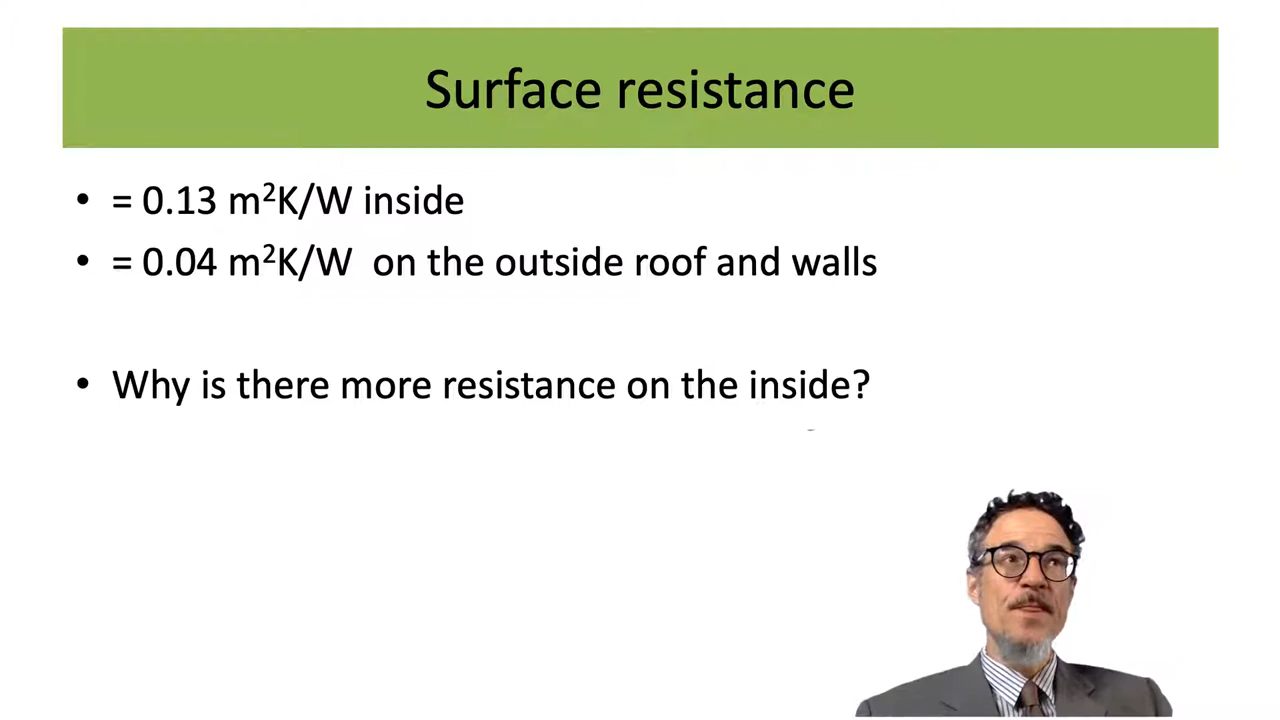 Surface resistance
• = 0.13 m²K/W inside
• = 0.04 m²K/W  on the outside roof and walls
• Why is there more resistance on the inside?